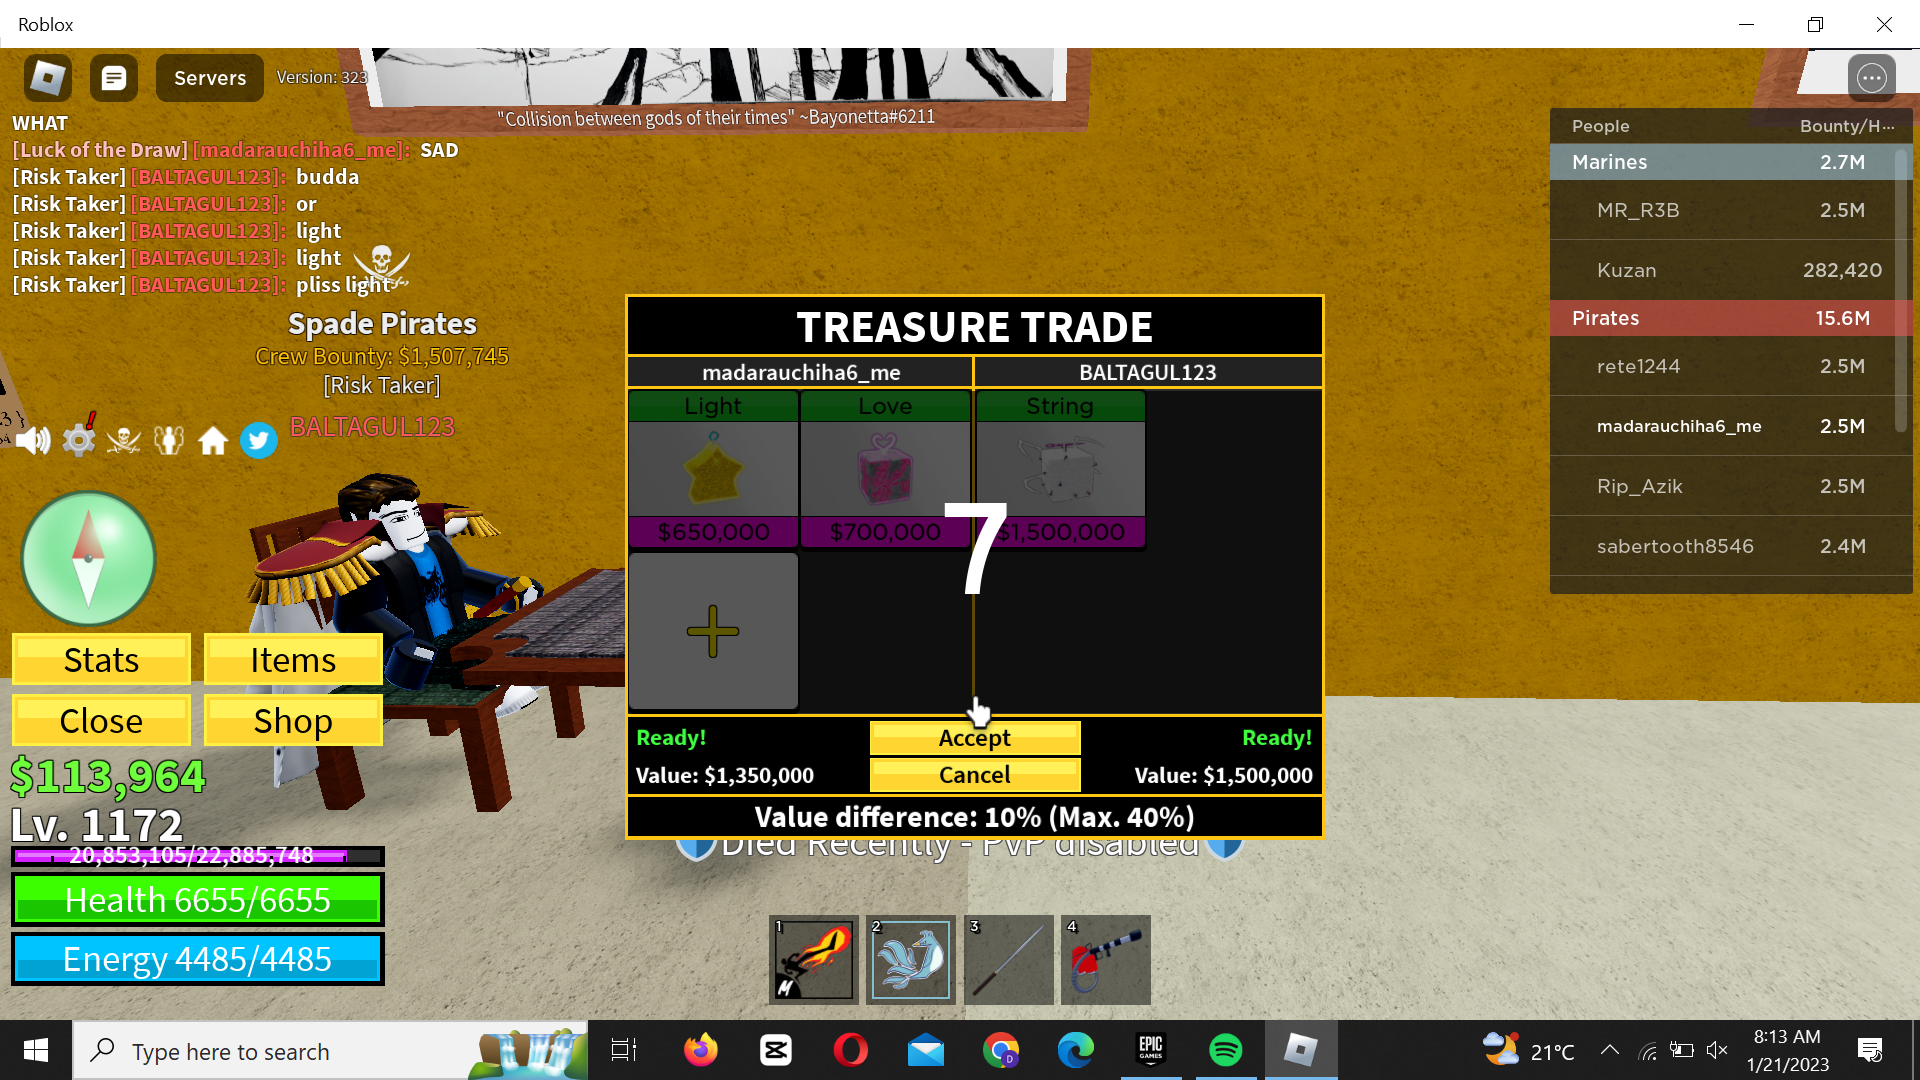 Roblox
Servers
Version: 323
"Collision between gods of their times" ~Bayonetta#6211
WHAT
[Luck of the Draw] [madarauchiha6_me]: SAD
[Risk Taker] [BALTAGUL123]: budda
[Risk Taker] [BALTAGUL123]: or
[Risk Taker] [BALTAGUL123]: light
[Risk Taker] [BALTAGUL123]: light
[Risk Taker] [BALTAGUL123]: pliss light
Spade Pirates
Crew Bounty: $1,507,745
[Risk Taker]
BALTAGUL123
People Bounty/H...
Marines 2.7M
MR_R3B 2.5M
Kuzan 282,420
Pirates 15.6M
rete1244 2.5M
madarauchiha6_me 2.5M
Rip_Azik 2.5M
sabertooth8546 2.4M
TREASURE TRADE
madarauchiha6_me BALTAGUL123
Light Love String
$650,000 $700,000 $1,500,000
7
Ready! Accept Ready!
Value: $1,350,000 Cancel Value: $1,500,000
Value difference: 10% (Max. 40%)
Died Recently - PvP disabled
Stats Items
Close Shop
$113,964
Lv. 1172
20,853,105/22,885,748
Health 6655/6655
Energy 4485/4485
1 2 3 4
M
Type here to search
D
EPIC
GAMES
21°C
8:13 AM
1/21/2023